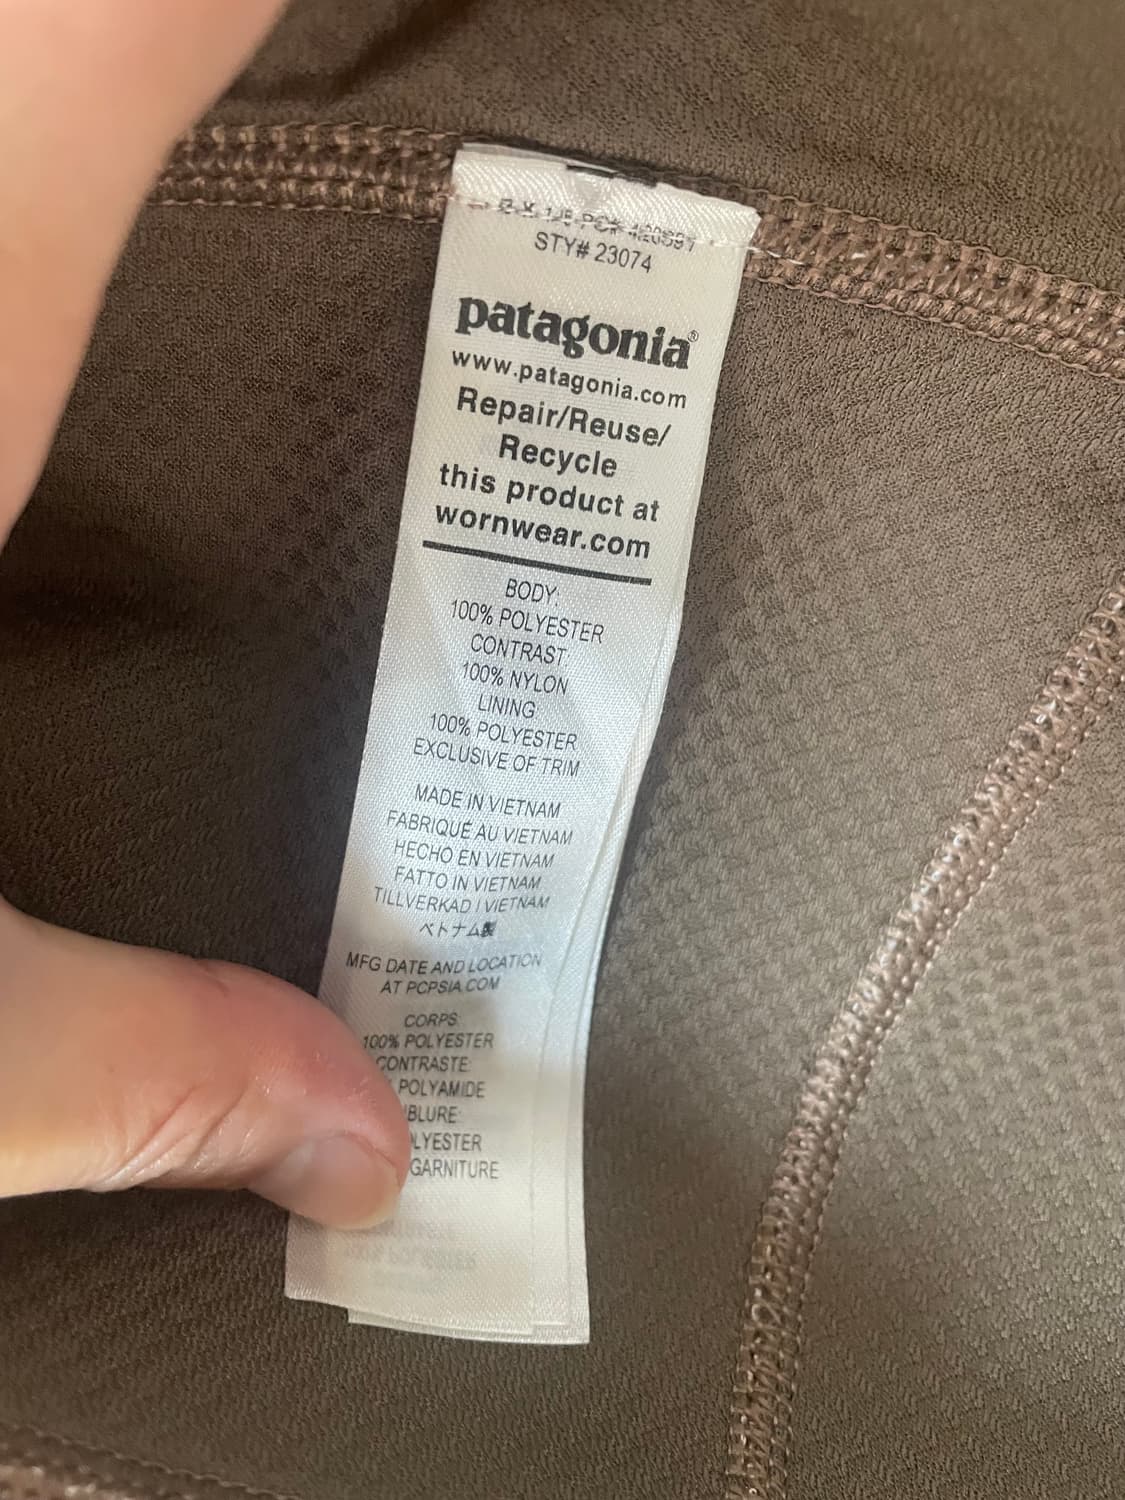 STY# 23074
patagonia®
www.patagonia.com
Repair/Reuse/
Recycle
this product at
wornwear.com
BODY:
100% POLYESTER
CONTRAST:
100% NYLON
LINING
100% POLYESTER
EXCLUSIVE OF TRIM
MADE IN VIETNAM
FABRIQUÉ AU VIETNAM
HECHO EN VIETNAM
FATTO IN VIETNAM
TILLVERKAD I VIETNAM
ベトナム製
MFG DATE AND LOCATION
AT PCPSIA.COM
CORPS:
100% POLYESTER
CONTRASTE:
POLYAMIDE
BLURE:
LYESTER
GARNITURE